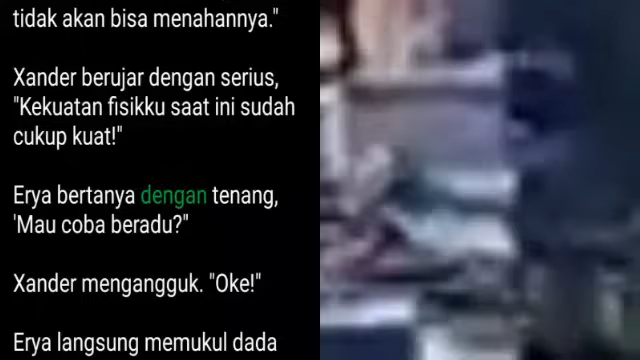 tidak akan bisa menahannya."
Xander berujar dengan serius,
"Kekuatan fisikku saat ini sudah
cukup kuat!"
Erya bertanya dengan tenang,
'Mau coba beradu?"
Xander mengangguk. "Oke!"
Erya langsung memukul dada